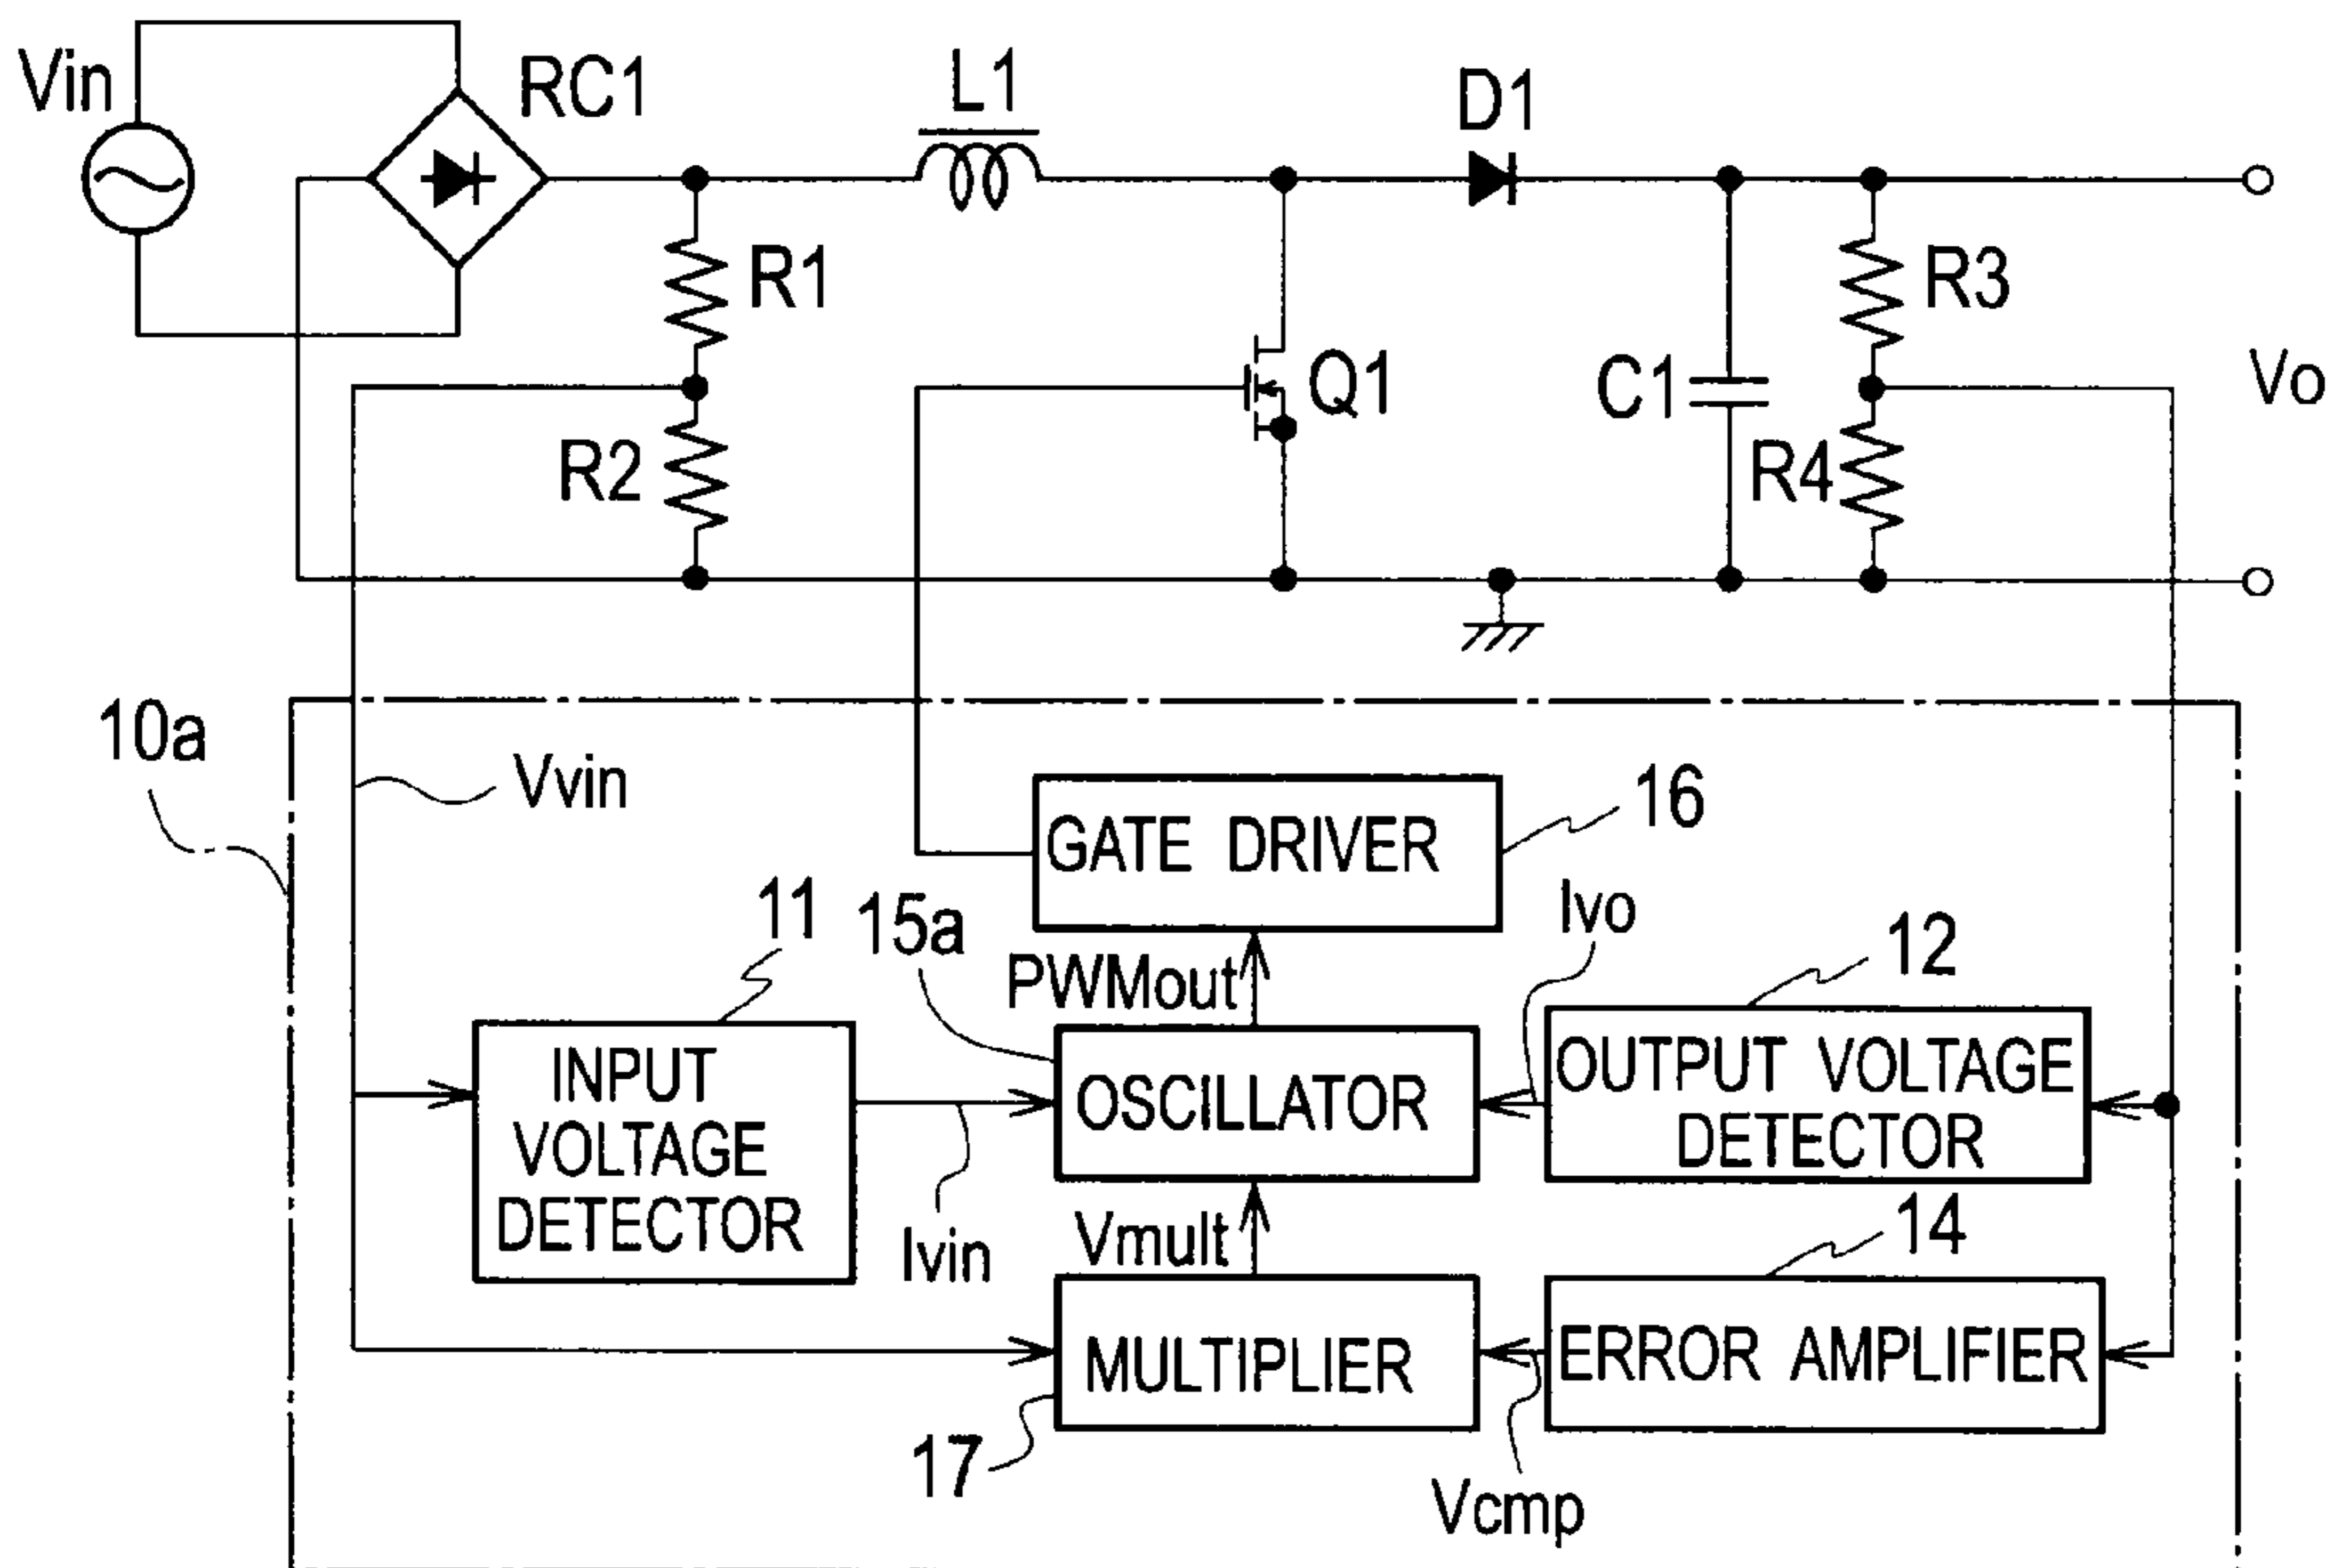 Vin
RC1
L1
D1
R1
R2
Q1
C1
R3
R4
Vo
10a
Vvin
GATE DRIVER
16
11
15a
PWMout
Ivo
12
INPUT
VOLTAGE
DETECTOR
OSCILLATOR
OUTPUT VOLTAGE
DETECTOR
Ivin
Vmult
14
MULTIPLIER
ERROR AMPLIFIER
17
Vcmp